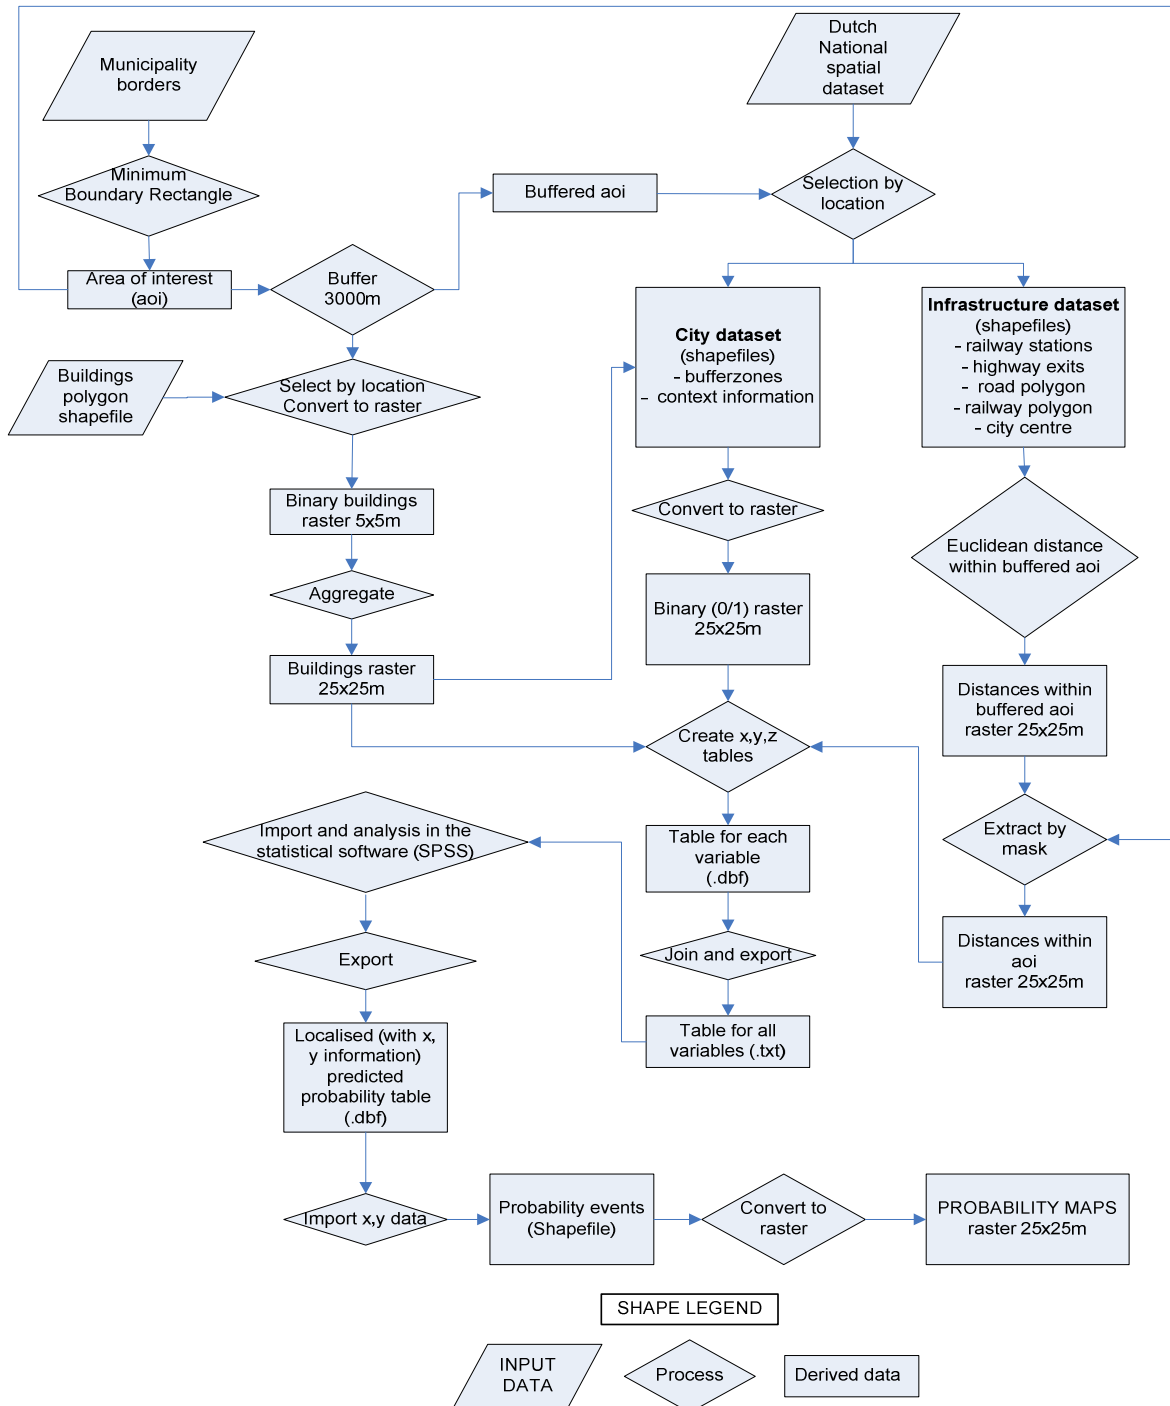 Municipality
borders
Dutch
National
spatial
dataset
Minimum
Boundary Rectangle
Buffered aoi
Selection by
location
Area of interest
(aoi)
Buffer
3000m
City dataset
(shapefiles)
- bufferzones
- context information
Infrastructure dataset
(shapefiles)
- railway stations
- highway exits
- road polygon
- railway polygon
- city centre
Buildings
polygon
shapefile
Select by location
Convert to raster
Binary buildings
raster 5x5m
Convert to raster
Euclidean distance
within buffered aoi
Aggregate
Binary (0/1) raster
25x25m
Buildings raster
25x25m
Distances within
buffered aoi
raster 25x25m
Create x,y,z
tables
Import and analysis in the
statistical software (SPSS)
Table for each
variable
(.dbf)
Extract by
mask
Export
Join and export
Distances within
aoi
raster 25x25m
Localised (with x,
y information)
predicted
probability table
(.dbf)
Table for all
variables (.txt)
Import x,y data
Probability events
(Shapefile)
Convert to
raster
PROBABILITY MAPS
raster 25x25m
SHAPE LEGEND
INPUT
DATA
Process
Derived data